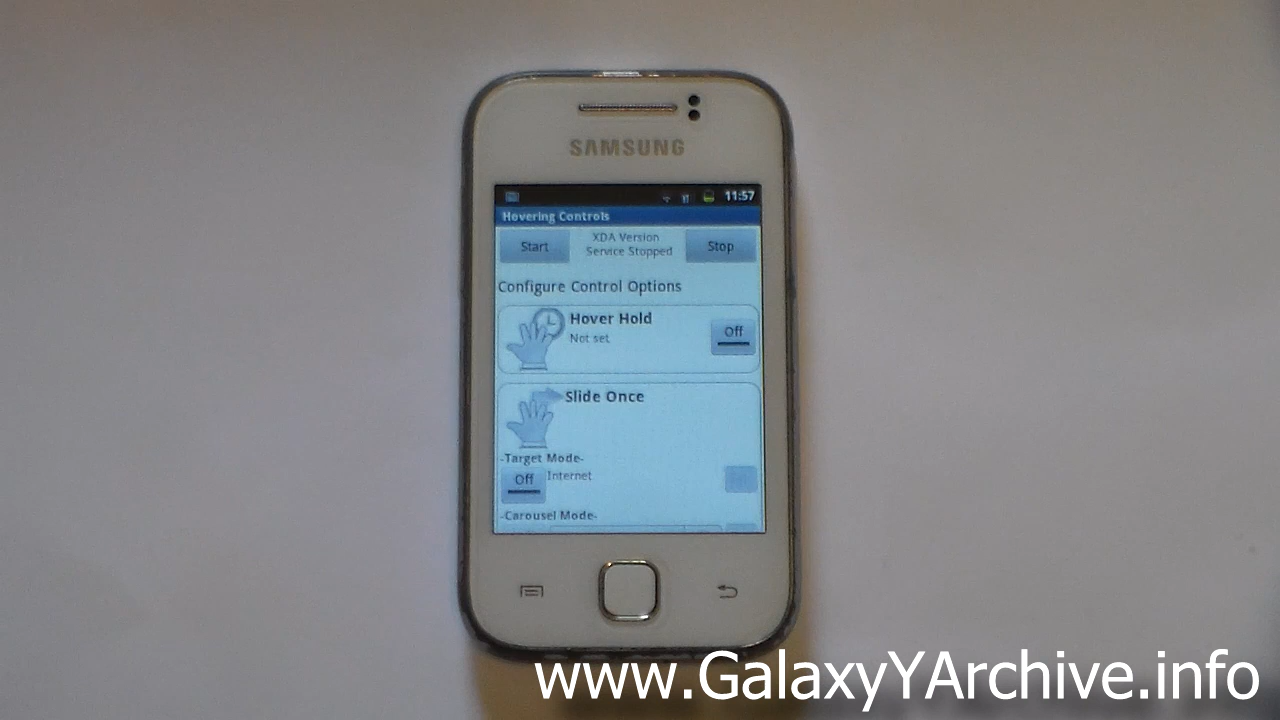 SAMSUNG
11:57
Hovering Controls
Start
XDA Version
Service Stopped
Stop
Configure Control Options
Hover Hold
Not set
Off
Slide Once
-Target Mode-
Off
Internet
-Carousel Mode-
www.GalaxyYArchive.info